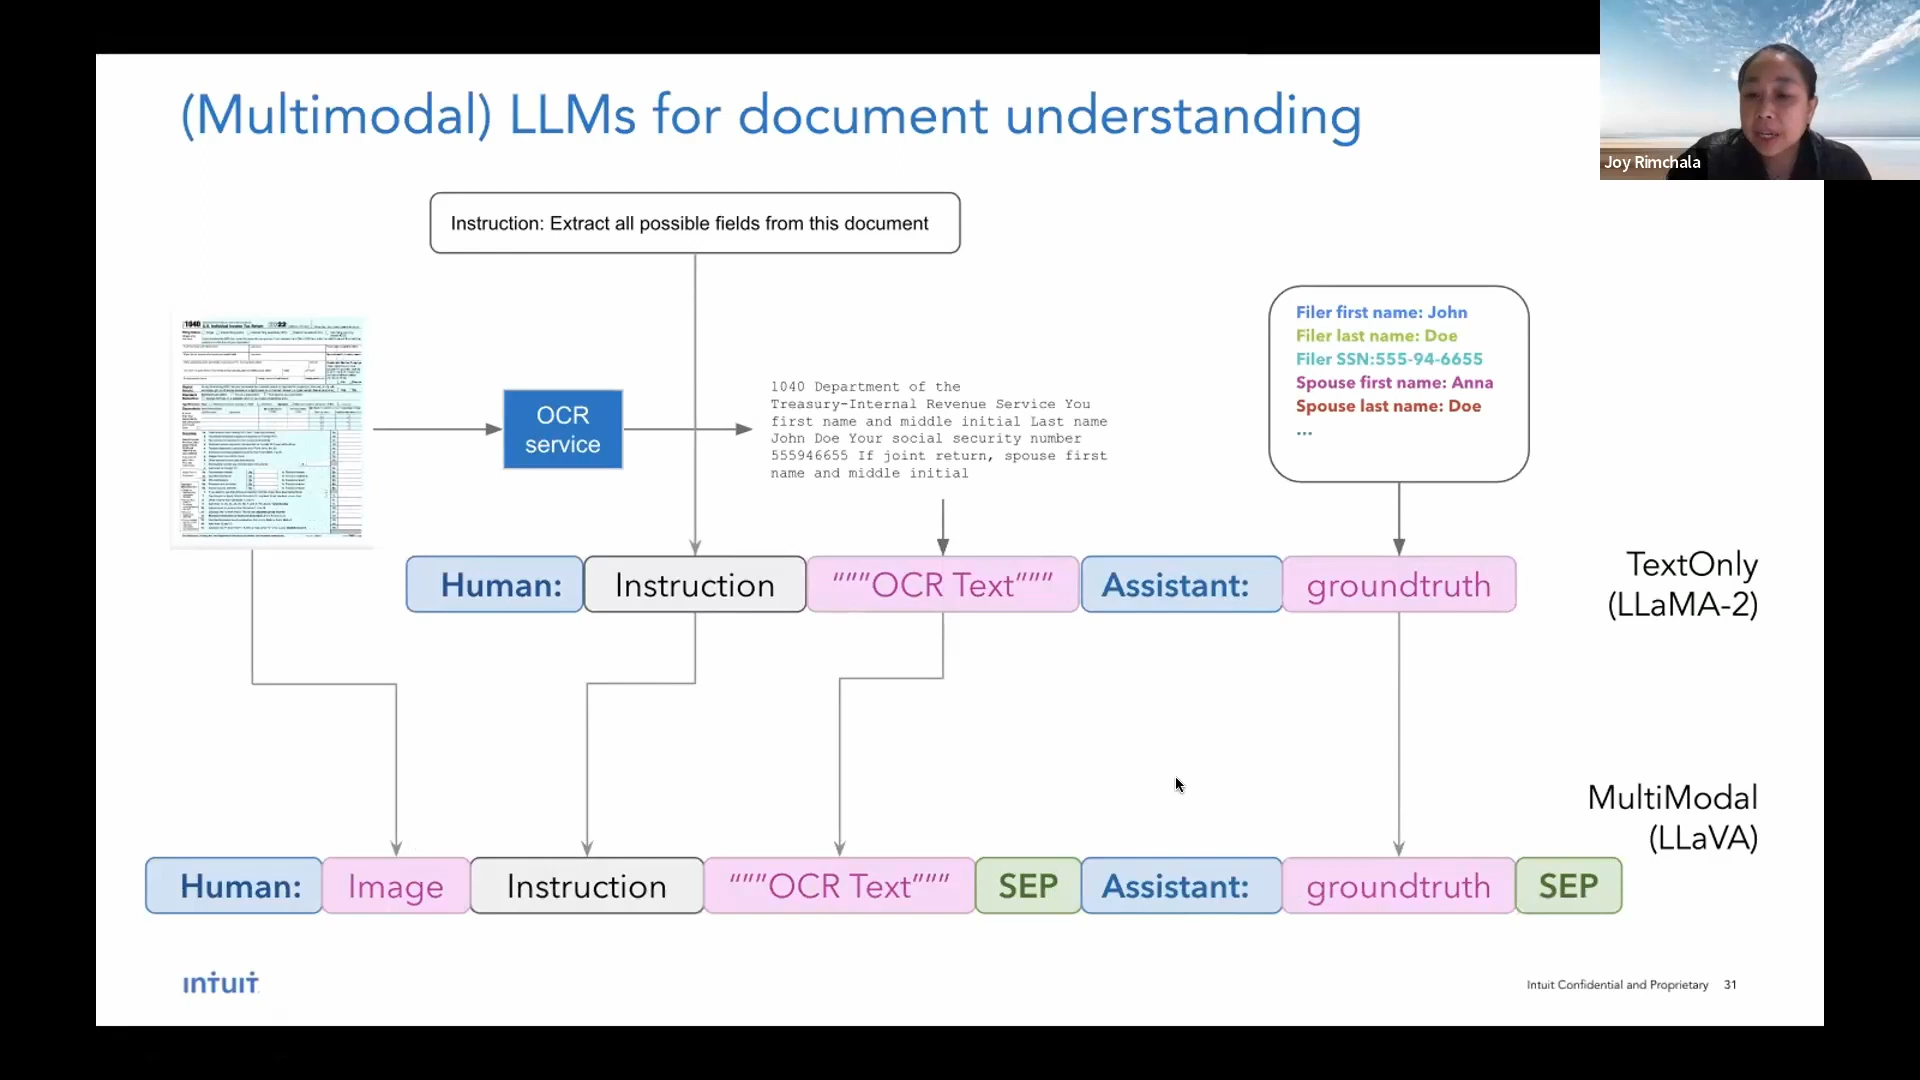 (Multimodal) LLMs for document understanding
Joy Rimchala
Instruction: Extract all possible fields from this document
1040
OCR
service
1040 Department of the
Treasury-Internal Revenue Service You
first name and middle initial Last name
John Doe Your social security number
555946655 If joint return, spouse first
name and middle initial
Filer first name: John
Filer last name: Doe
Filer SSN:555-94-6655
Spouse first name: Anna
Spouse last name: Doe
...
Human: Instruction """OCR Text""" Assistant: groundtruth
TextOnly
(LLaMA-2)
MultiModal
(LLaVA)
Human: Image Instruction """OCR Text""" SEP Assistant: groundtruth SEP
INTUIT
Intuit Confidential and Proprietary 31